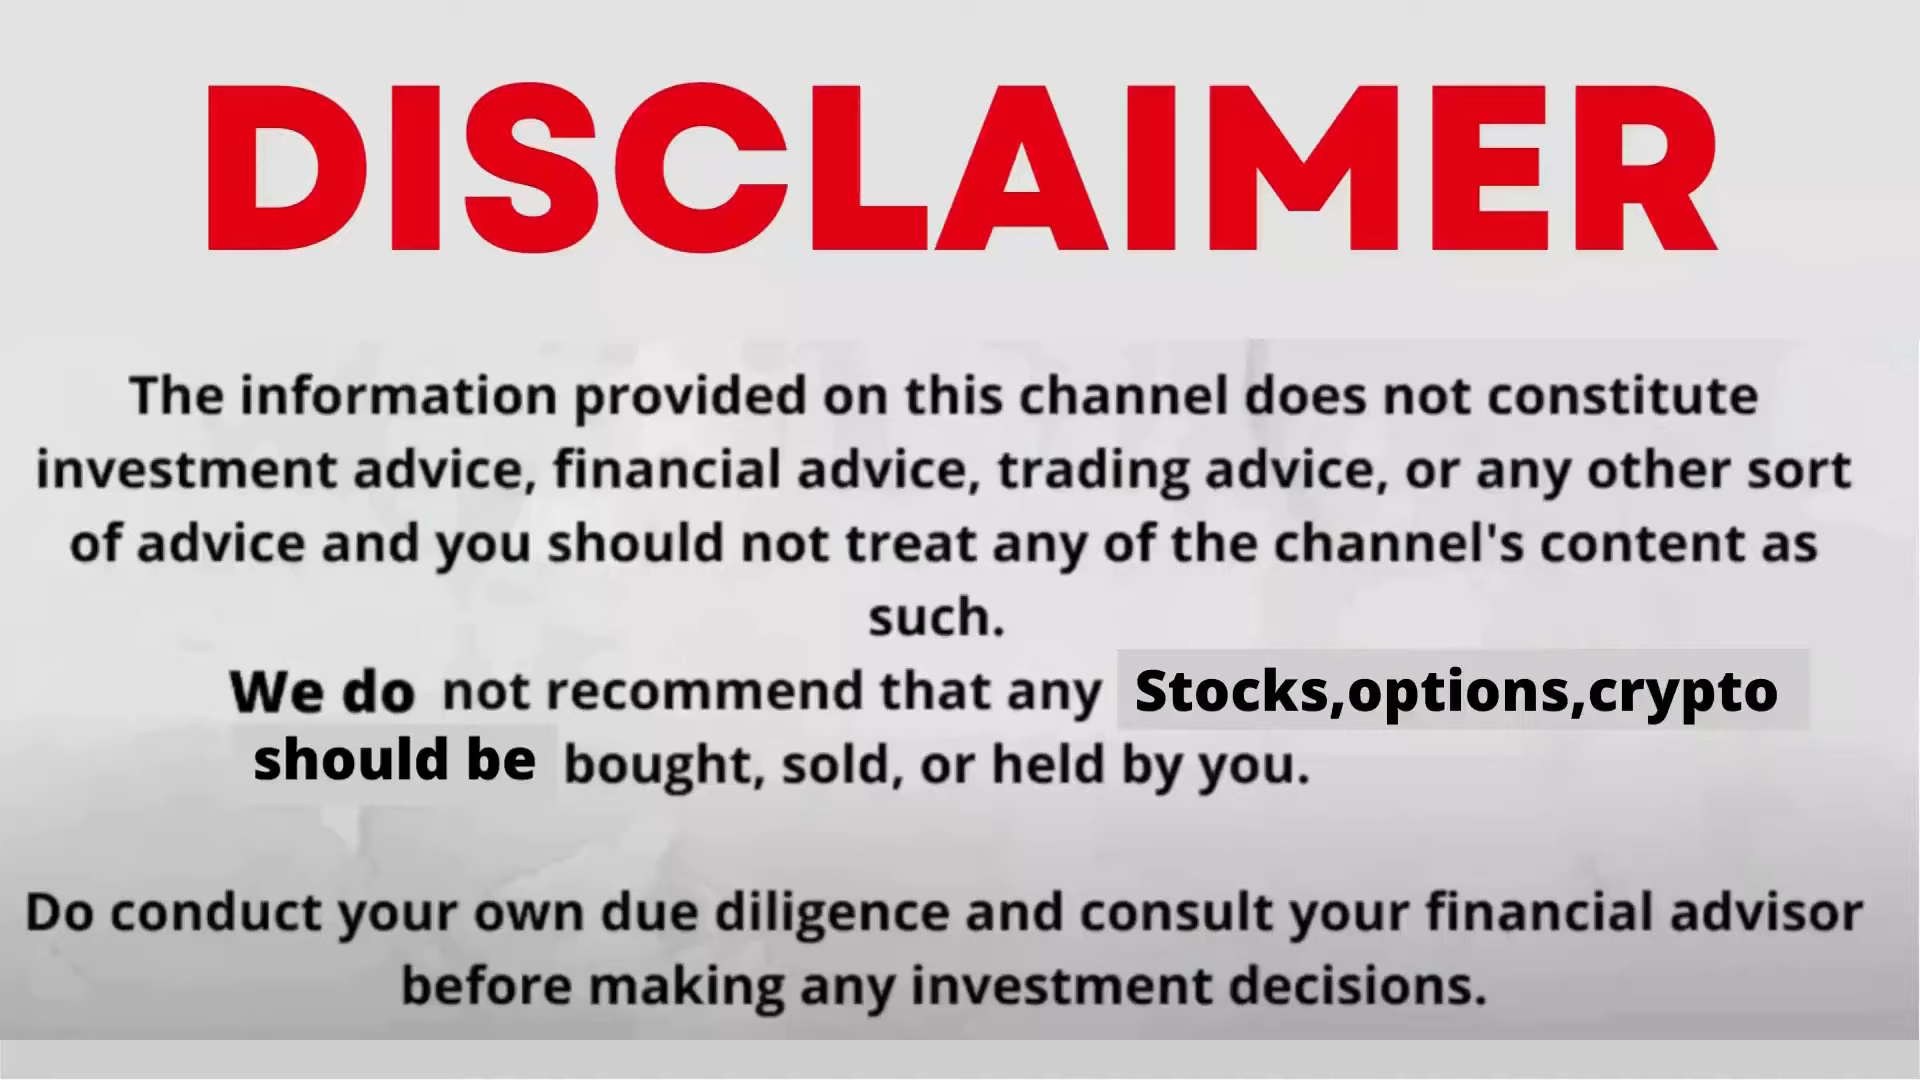 DISCLAIMER
The information provided on this channel does not constitute
investment advice, financial advice, trading advice, or any other sort
of advice and you should not treat any of the channel's content as
such.
We do not recommend that any Stocks,options,crypto
should be bought, sold, or held by you.
Do conduct your own due diligence and consult your financial advisor
before making any investment decisions.